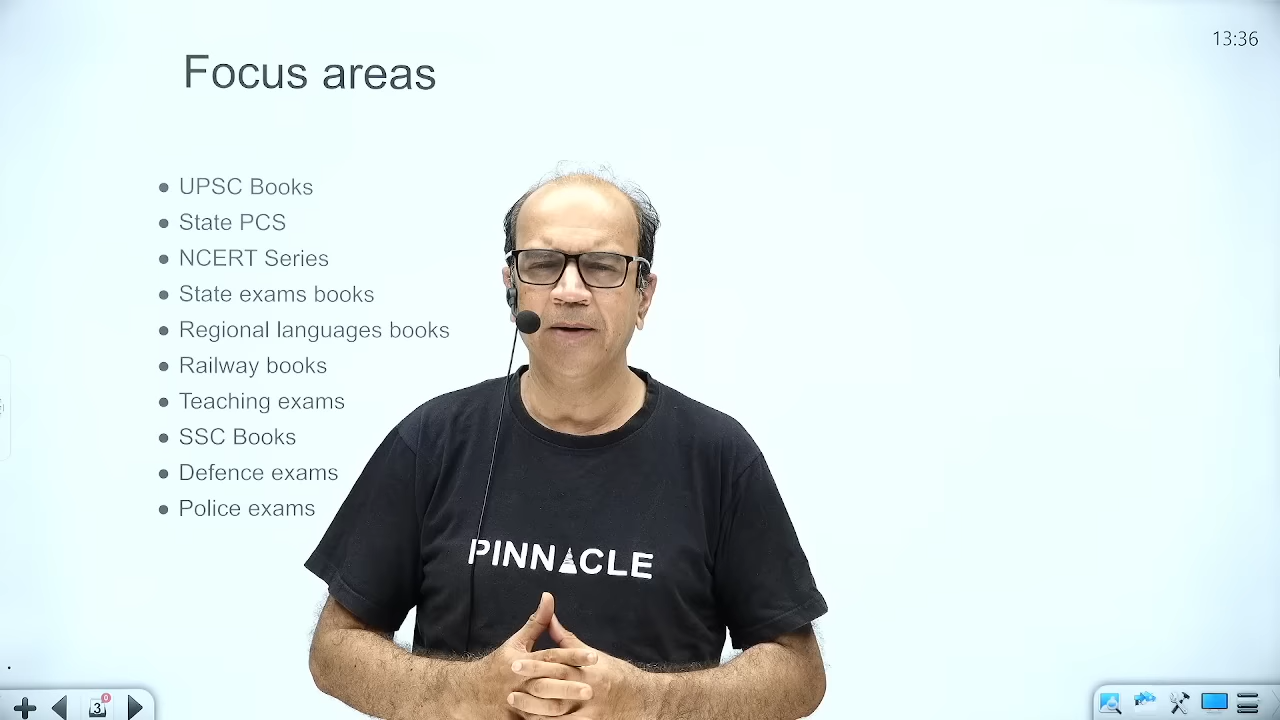 13:36
Focus areas
● UPSC Books
● State PCS
● NCERT Series
● State exams books
● Regional languages books
● Railway books
● Teaching exams
● SSC Books
● Defence exams
● Police exams
PINNACLE
3
0